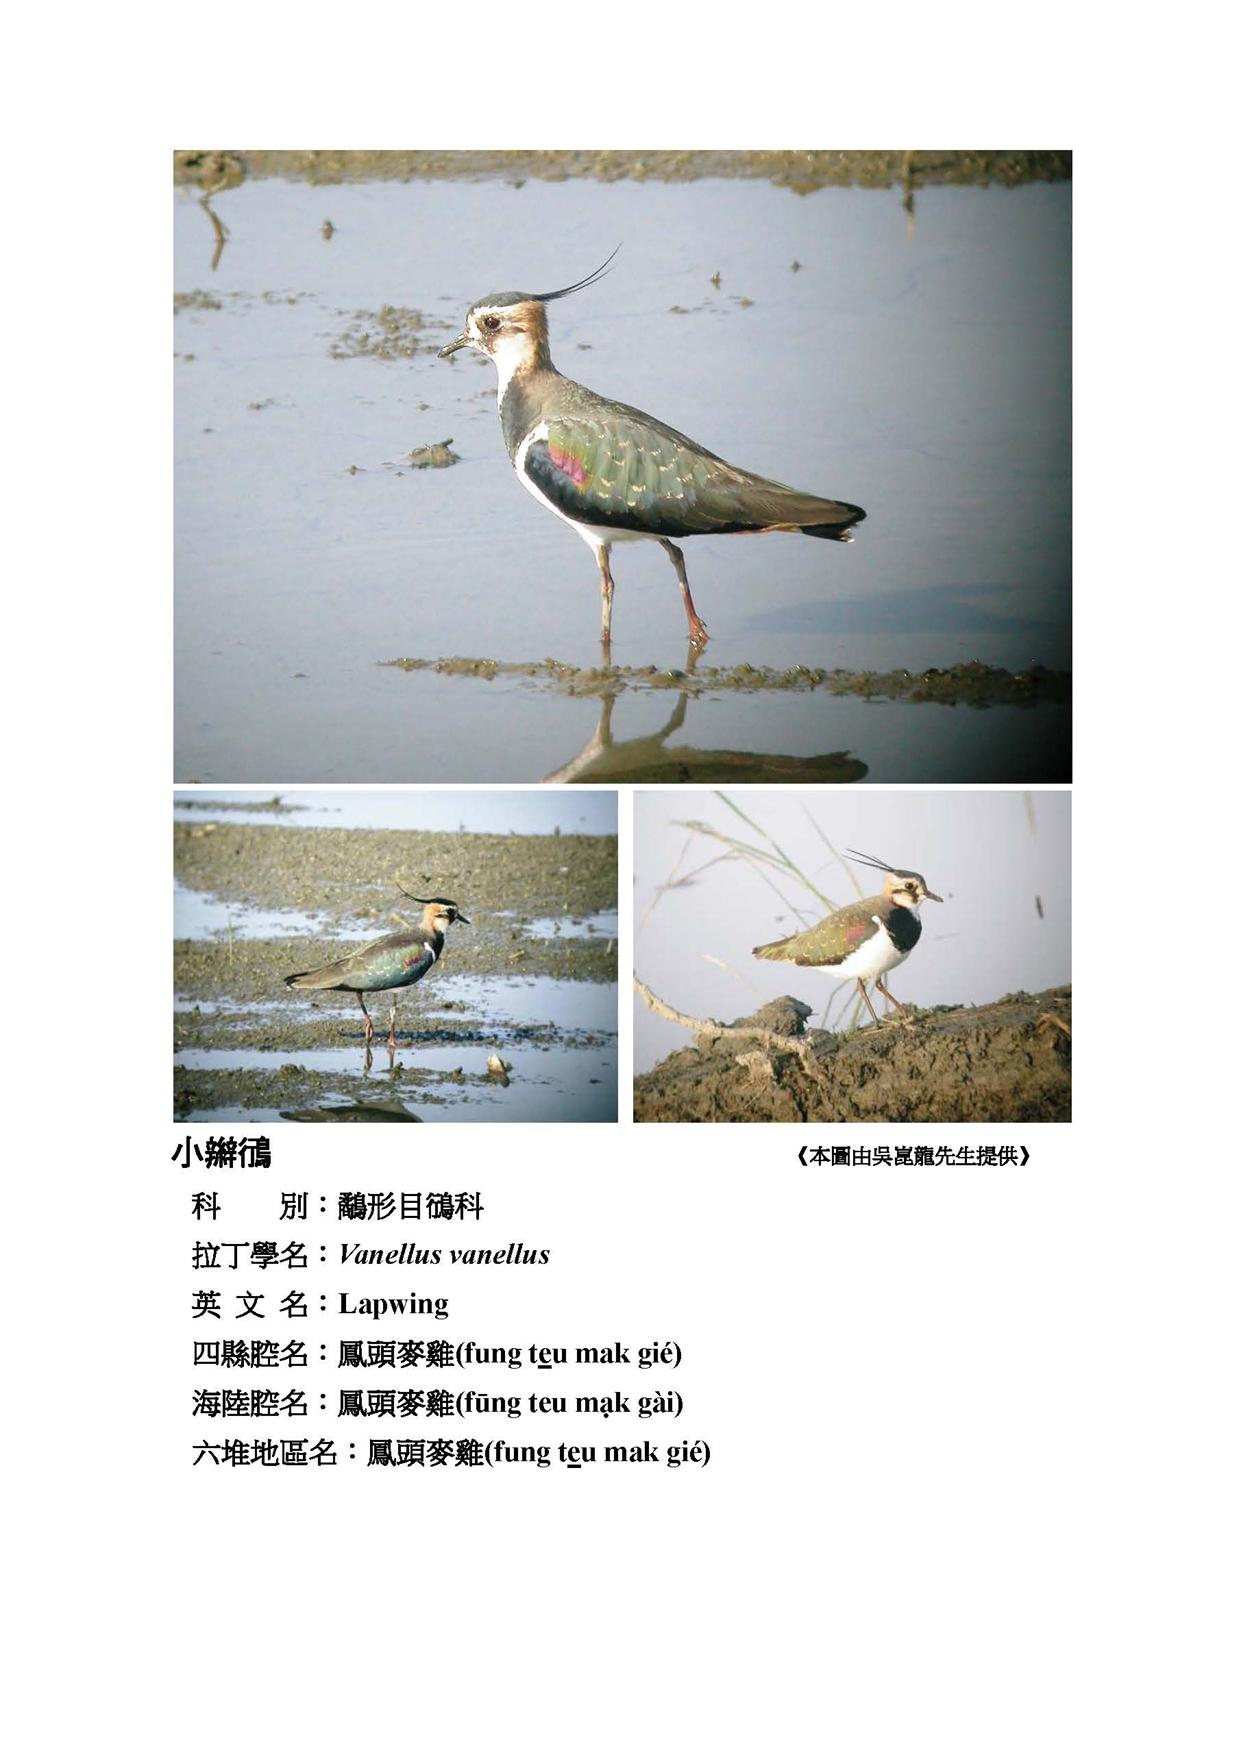 小辮鴴
《本圖由吳崑龍先生提供》
科　　別：鷸形目鴴科
拉丁學名：Vanellus vanellus
英 文 名：Lapwing
四縣腔名：鳳頭麥雞(fung te̲u mak gié)
海陸腔名：鳳頭麥雞(fūng teu mạk gài)
六堆地區名：鳳頭麥雞(fung te̲u mak gié)